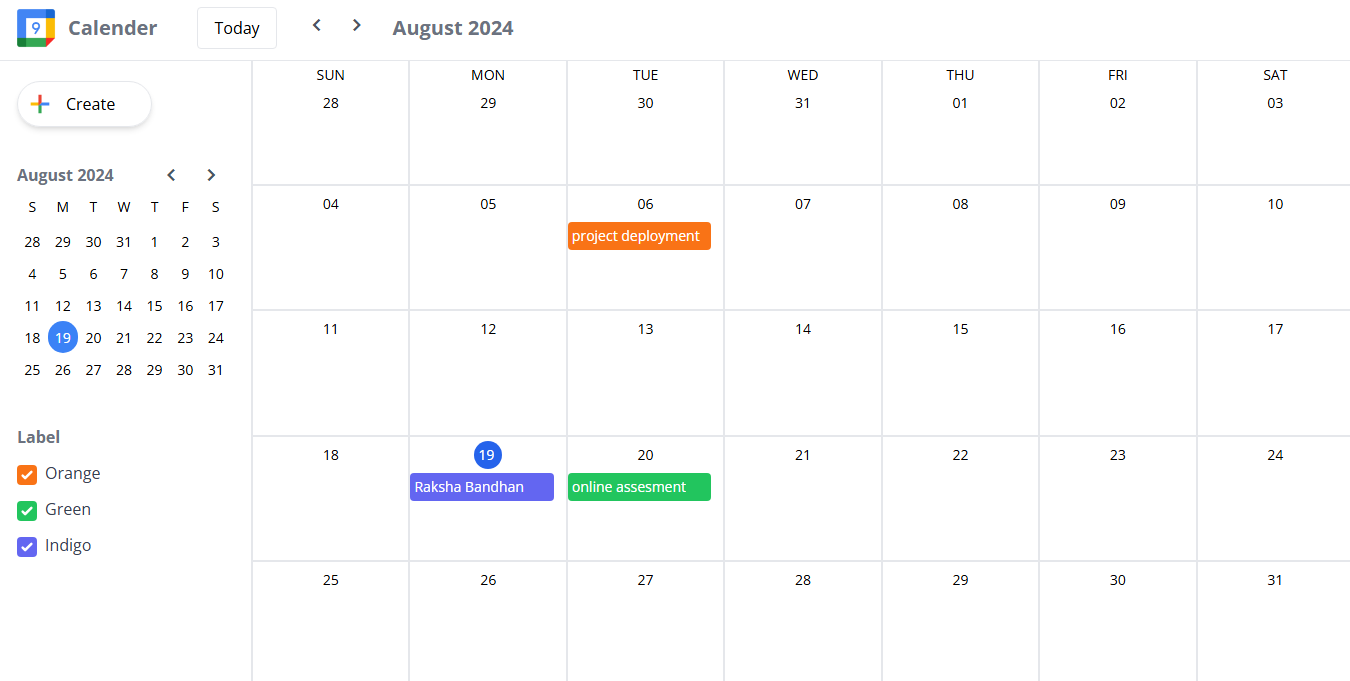 9 Calender Today August 2024
Create
August 2024
S M T W T F S
28 29 30 31 1 2 3
4 5 6 7 8 9 10
11 12 13 14 15 16 17
18 19 20 21 22 23 24
25 26 27 28 29 30 31
Label
Orange
Green
Indigo
SUN MON TUE WED THU FRI SAT
28 29 30 31 01 02 03
04 05 06 07 08 09 10
project deployment
11 12 13 14 15 16 17
18 19 20 21 22 23 24
Raksha Bandhan online assesment
25 26 27 28 29 30 31